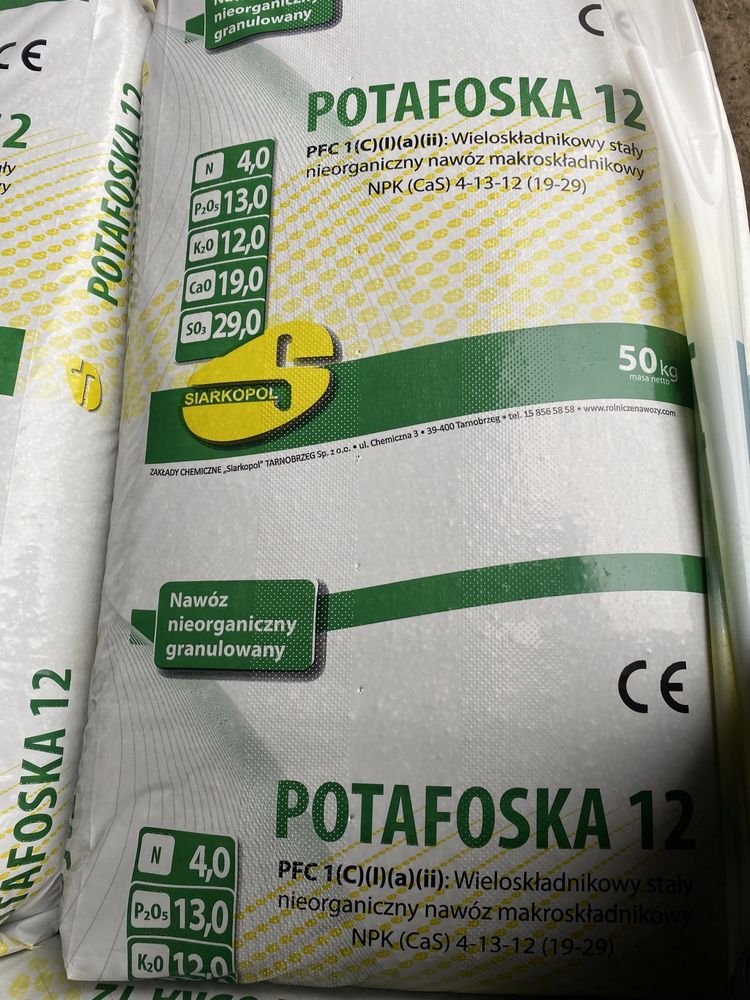 nieorganiczny
granulowany
CE
CE
POTAFOSKA 12
PFC 1(C)(I)(a)(ii): Wieloskładnikowy stały
nieorganiczny nawóz makroskładnikowy
NPK (CaS) 4-13-12 (19-29)
N 4,0
P₂O₅ 13,0
K₂O 12,0
CaO 19,0
SO₃ 29,0
SIARKOPOL
50 kg
masa netto
ZAKŁADY CHEMICZNE „Siarkopol” TARNOBRZEG Sp. z o.o. • ul. Chemiczna 3 • 39-400 Tarnobrzeg • tel. 15 856 58 58 • www.rolniczenawozy.com
Nawóz
nieorganiczny
granulowany
CE
POTAFOSKA 12
PFC 1(C)(I)(a)(ii): Wieloskładnikowy stały
nieorganiczny nawóz makroskładnikowy
NPK (CaS) 4-13-12 (19-29)
N 4,0
P₂O₅ 13,0
K₂O 12,0
POTAFOSKA 12
TAFOSKA 12